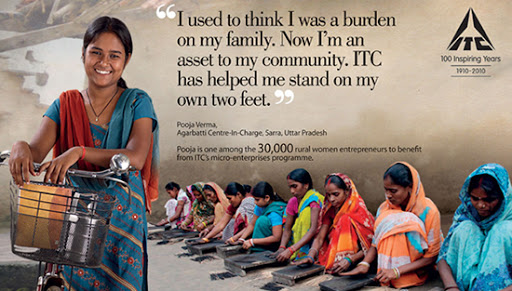 “I used to think I was a burden
on my family. Now I’m an
asset to my community. ITC
has helped me stand on my
own two feet.”
Pooja Verma,
Agarbatti Centre-In-Charge, Sarra, Uttar Pradesh
Pooja is one among the 30,000 rural women entrepreneurs to benefit
from ITC’s micro-enterprises programme.
ITC
100 Inspiring Years
1910-2010